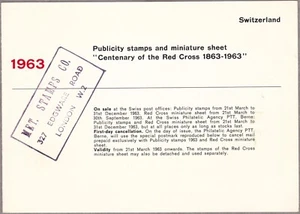 Switzerland
Publicity stamps and miniature sheet
"Centenary of the Red Cross 1863-1963"
1963
MKT. STAMPS CO.
327 EDGWARE ROAD
LONDON W.2
On sale at the Swiss post offices: Publicity stamps from 21st March to
31st December 1963. Red Cross miniature sheet from 21st March to
30th September 1963. At the Swiss Philatelic Agency PTT, Berne:
Publicity stamps and Red Cross miniature sheet from 21st March to
31st December 1963, but at all places only as long as stocks last.
First-day cancellation. On the day of issue, the Philatelic Agency PTT,
Berne, will use the special postmark reproduced below to cancel mail
prepaid exclusively with Publicity stamps 1963 and Red Cross miniature
sheet.
Validity from 21st March 1963 onwards. The stamps of the Red Cross
miniature sheet may also be detached and used separately.